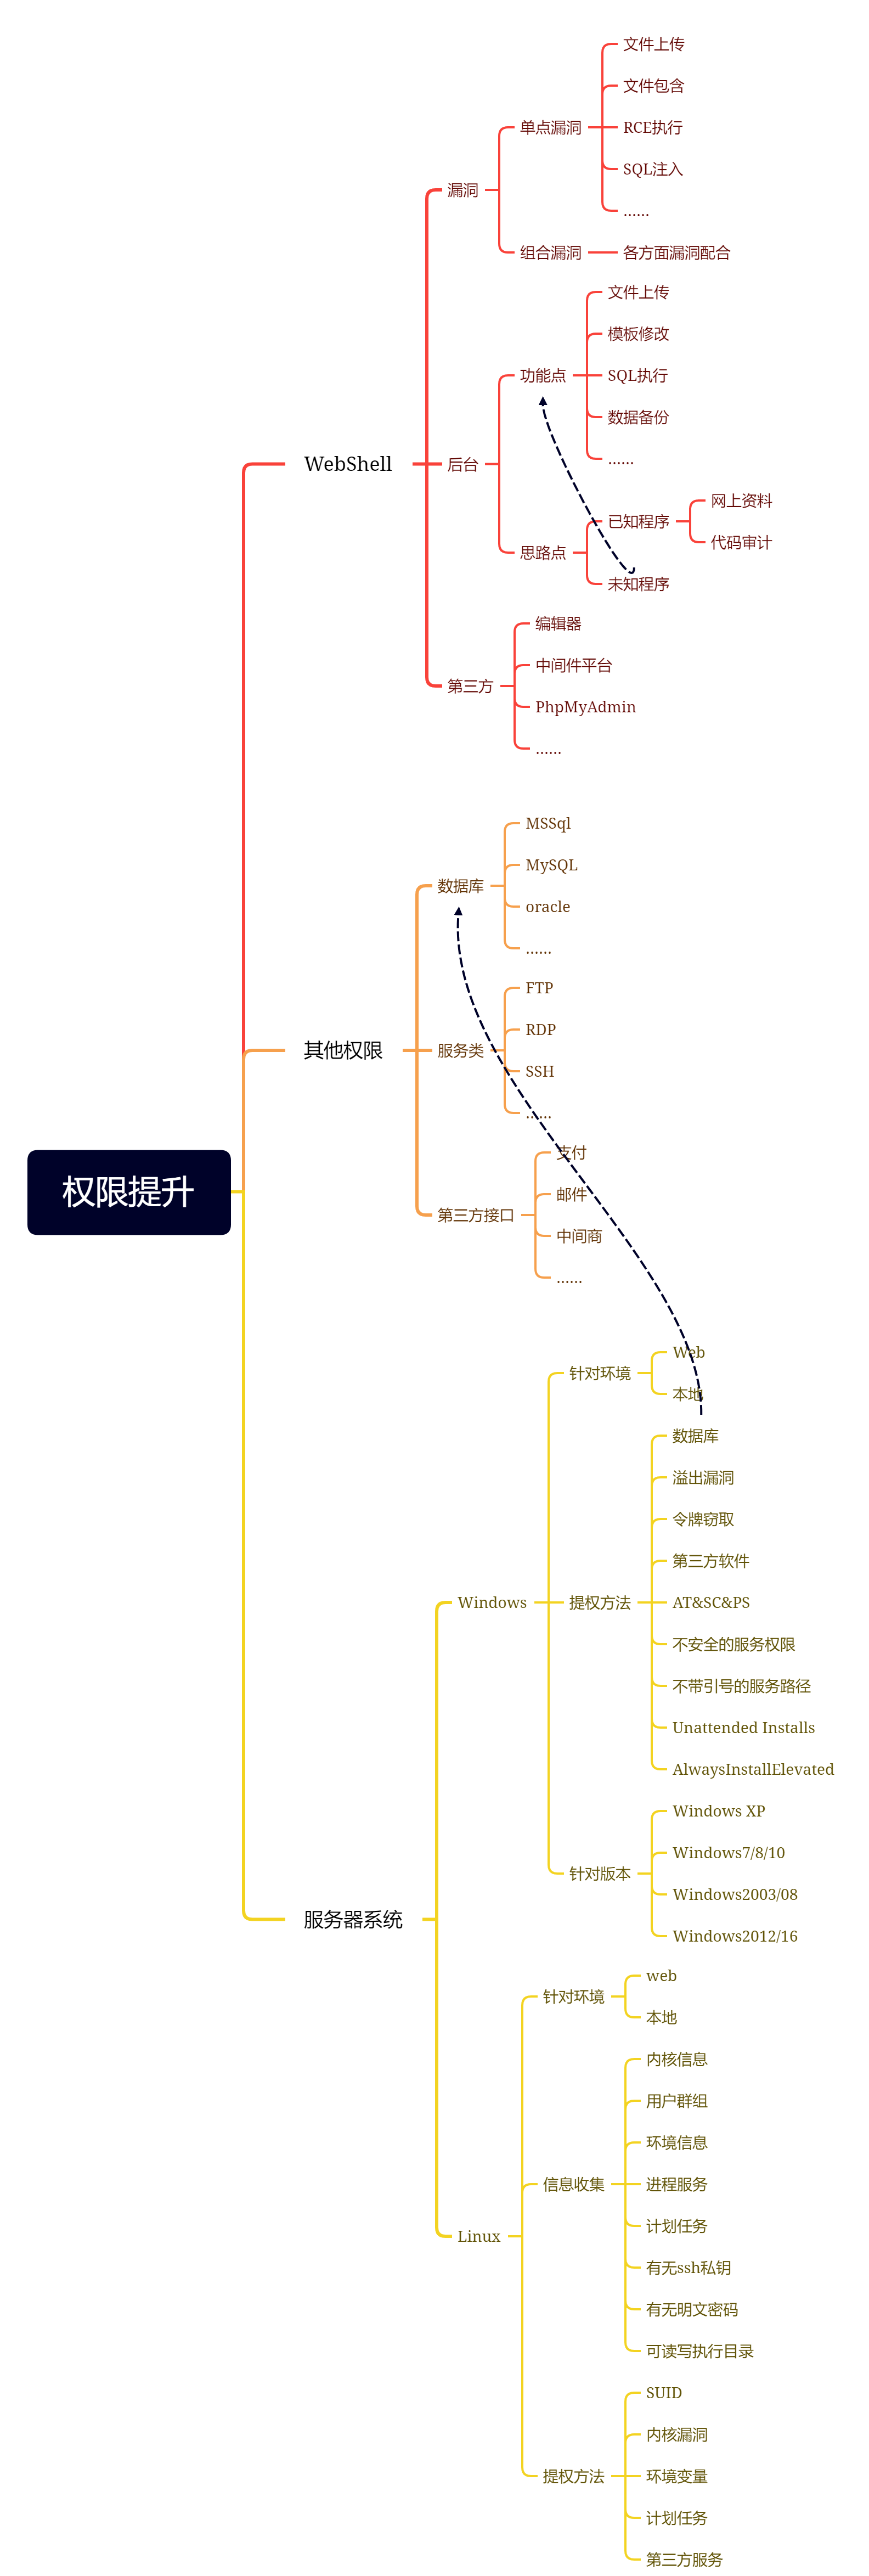 文件上传
文件包含
单点漏洞
RCE执行
SQL注入
漏洞
......
组合漏洞
各方面漏洞配合
文件上传
模板修改
功能点
SQL执行
数据备份
WebShell
后台
......
网上资料
已知程序
代码审计
思路点
未知程序
编辑器
中间件平台
第三方
PhpMyAdmin
......
MSSql
MySQL
数据库
oracle
......
FTP
RDP
其他权限
服务类
SSH
......
支付
权限提升
邮件
第三方接口
中间商
......
Web
针对环境
本地
数据库
溢出漏洞
令牌窃取
第三方软件
Windows
提权方法
AT&SC&PS
不安全的服务权限
不带引号的服务路径
Unattended Installs
AlwaysInstallElevated
Windows XP
Windows7/8/10
针对版本
Windows2003/08
服务器系统
Windows2012/16
web
针对环境
本地
内核信息
用户群组
环境信息
信息收集
进程服务
计划任务
Linux
有无ssh私钥
有无明文密码
可读写执行目录
SUID
内核漏洞
提权方法
环境变量
计划任务
第三方服务